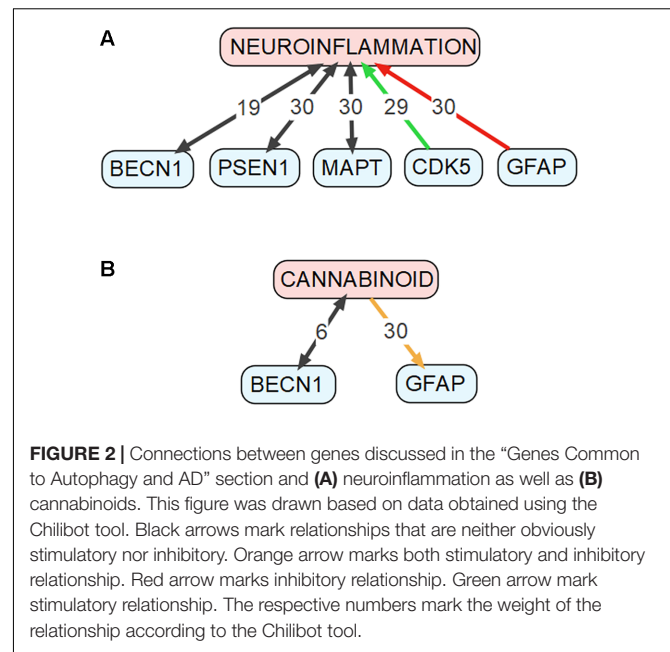 A
NEUROINFLAMMATION
19 30 30 29 30
BECN1 PSEN1 MAPT CDK5 GFAP
B
CANNABINOID
6 30
BECN1 GFAP
FIGURE 2 | Connections between genes discussed in the “Genes Common
to Autophagy and AD” section and (A) neuroinflammation as well as (B)
cannabinoids. This figure was drawn based on data obtained using the
Chilibot tool. Black arrows mark relationships that are neither obviously
stimulatory nor inhibitory. Orange arrow marks both stimulatory and inhibitory
relationship. Red arrow marks inhibitory relationship. Green arrow mark
stimulatory relationship. The respective numbers mark the weight of the
relationship according to the Chilibot tool.